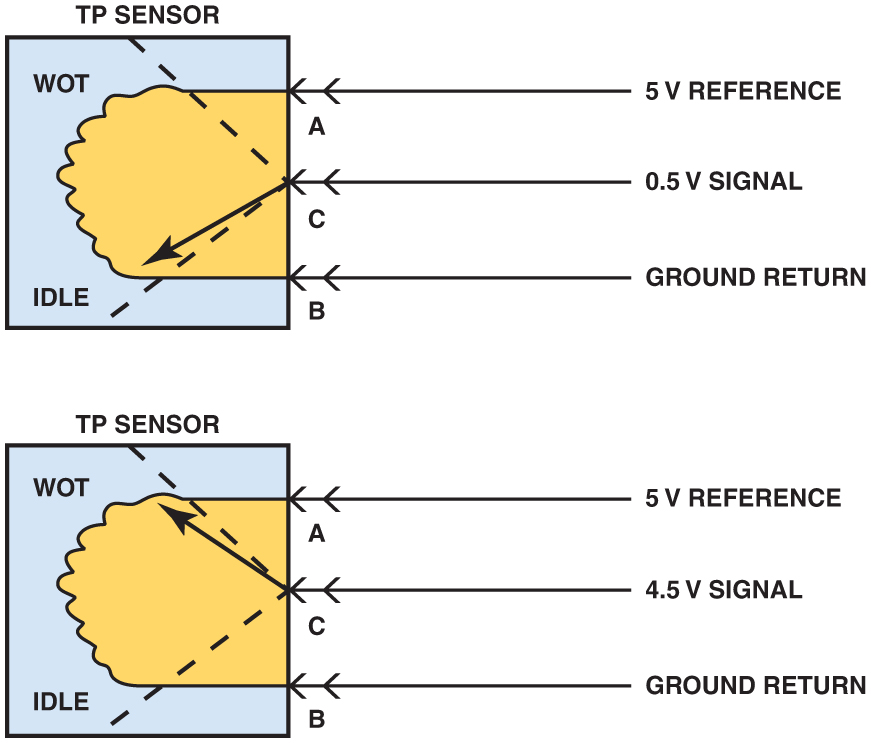 TP SENSOR
WOT
5 V REFERENCE
A
0.5 V SIGNAL
C
GROUND RETURN
IDLE
B
TP SENSOR
WOT
5 V REFERENCE
A
4.5 V SIGNAL
C
GROUND RETURN
IDLE
B